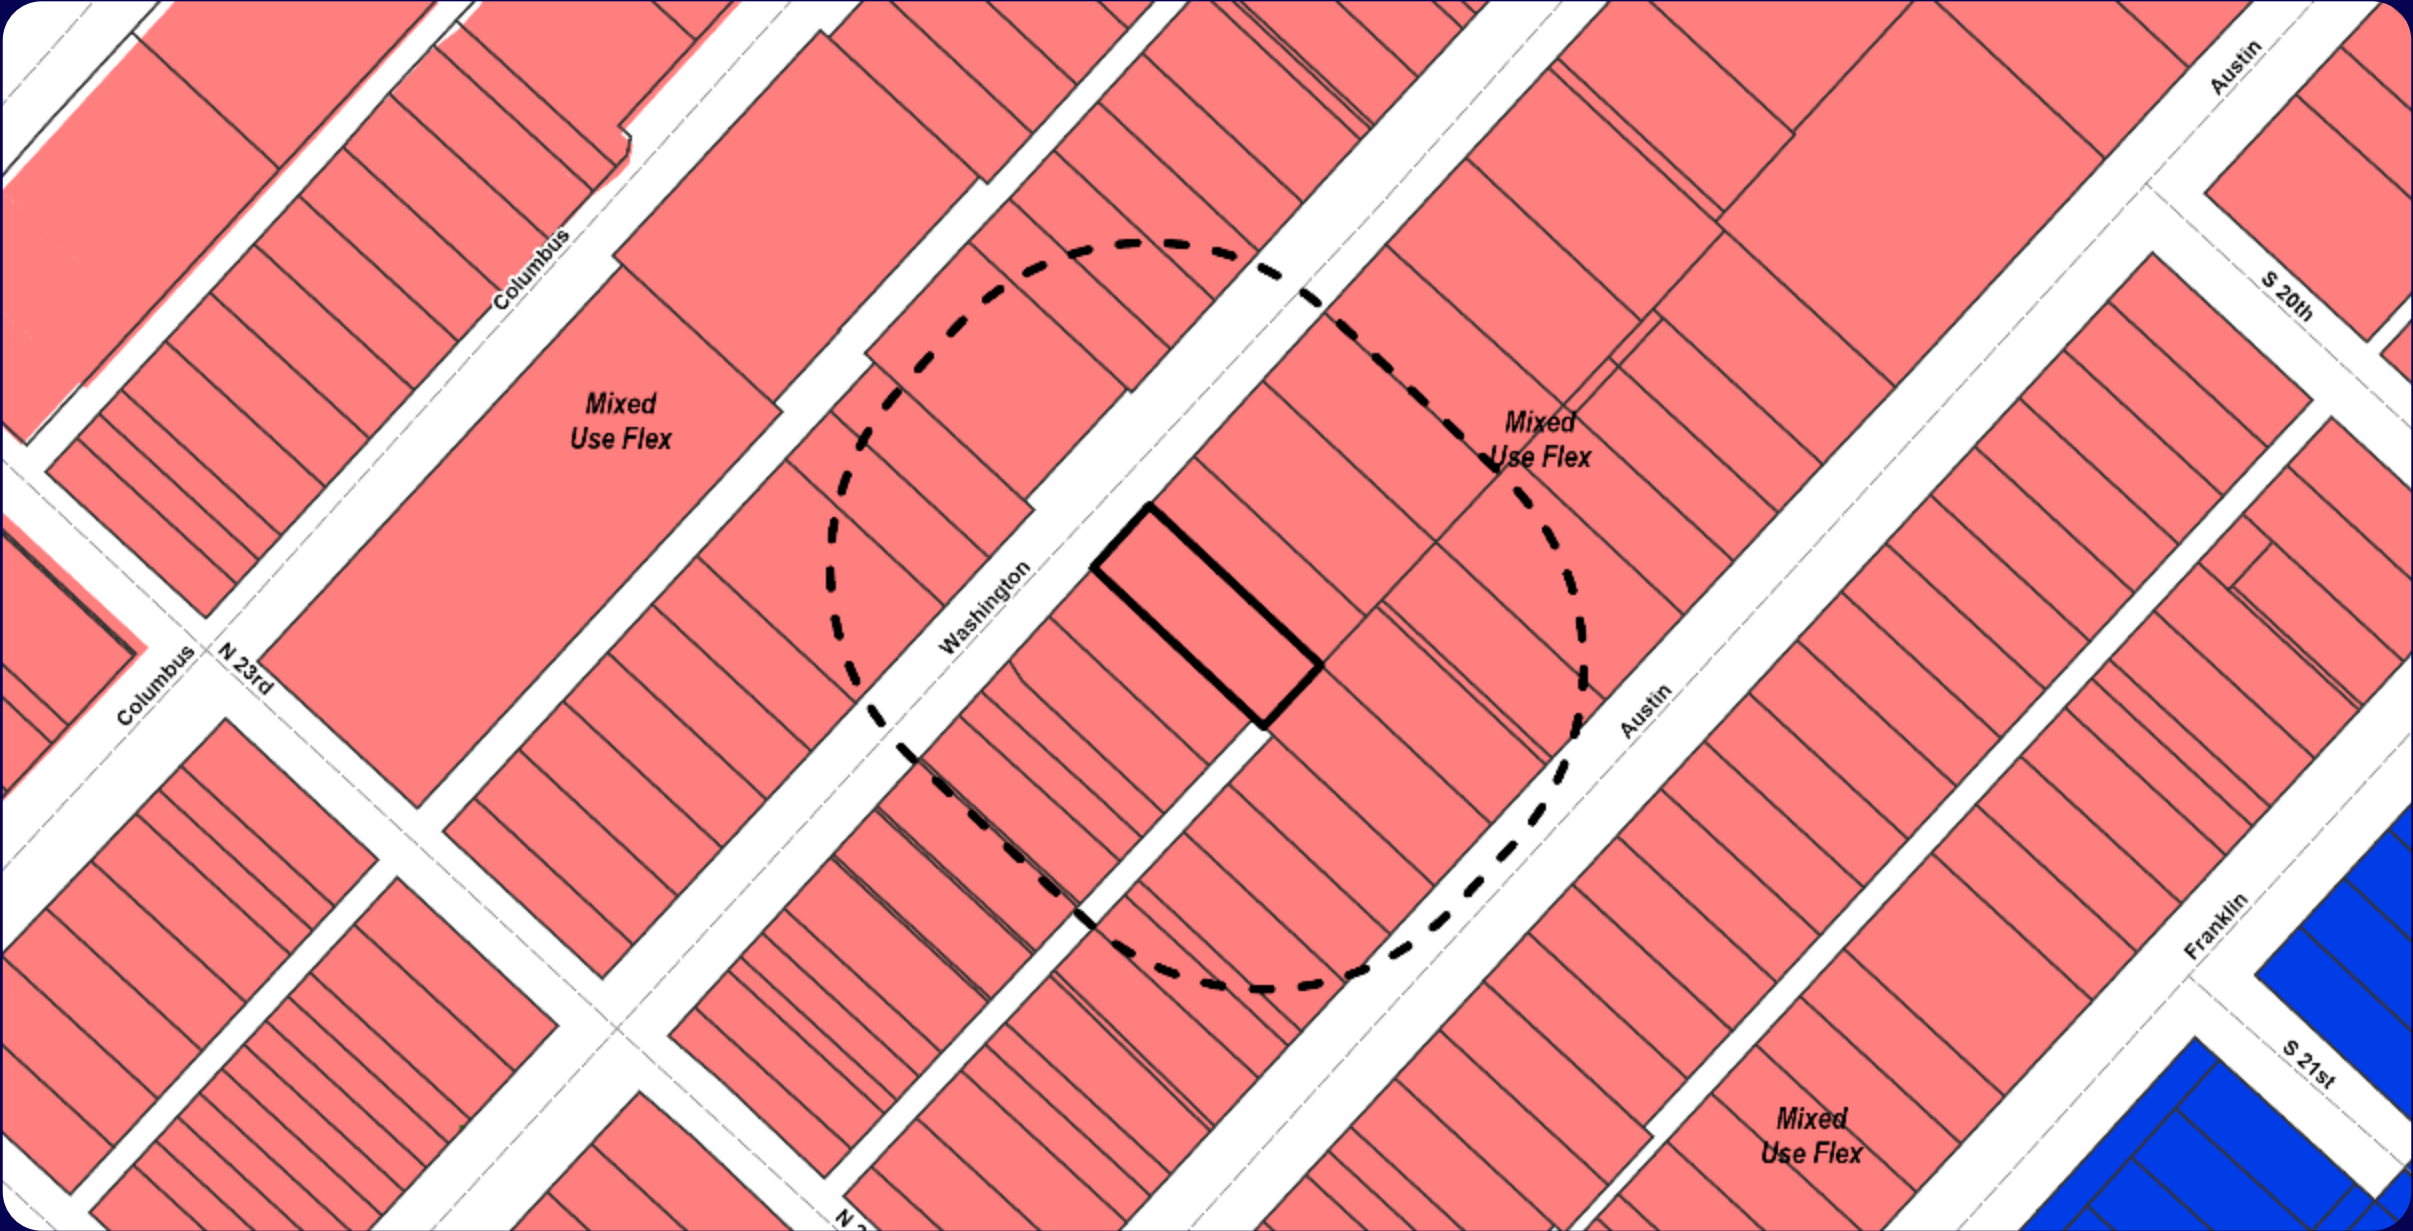 Austin
Columbus
S 20th
Mixed
Use Flex
Mixed
Use Flex
Washington
N 23rd
Columbus
Austin
Franklin
S 21st
Mixed
Use Flex